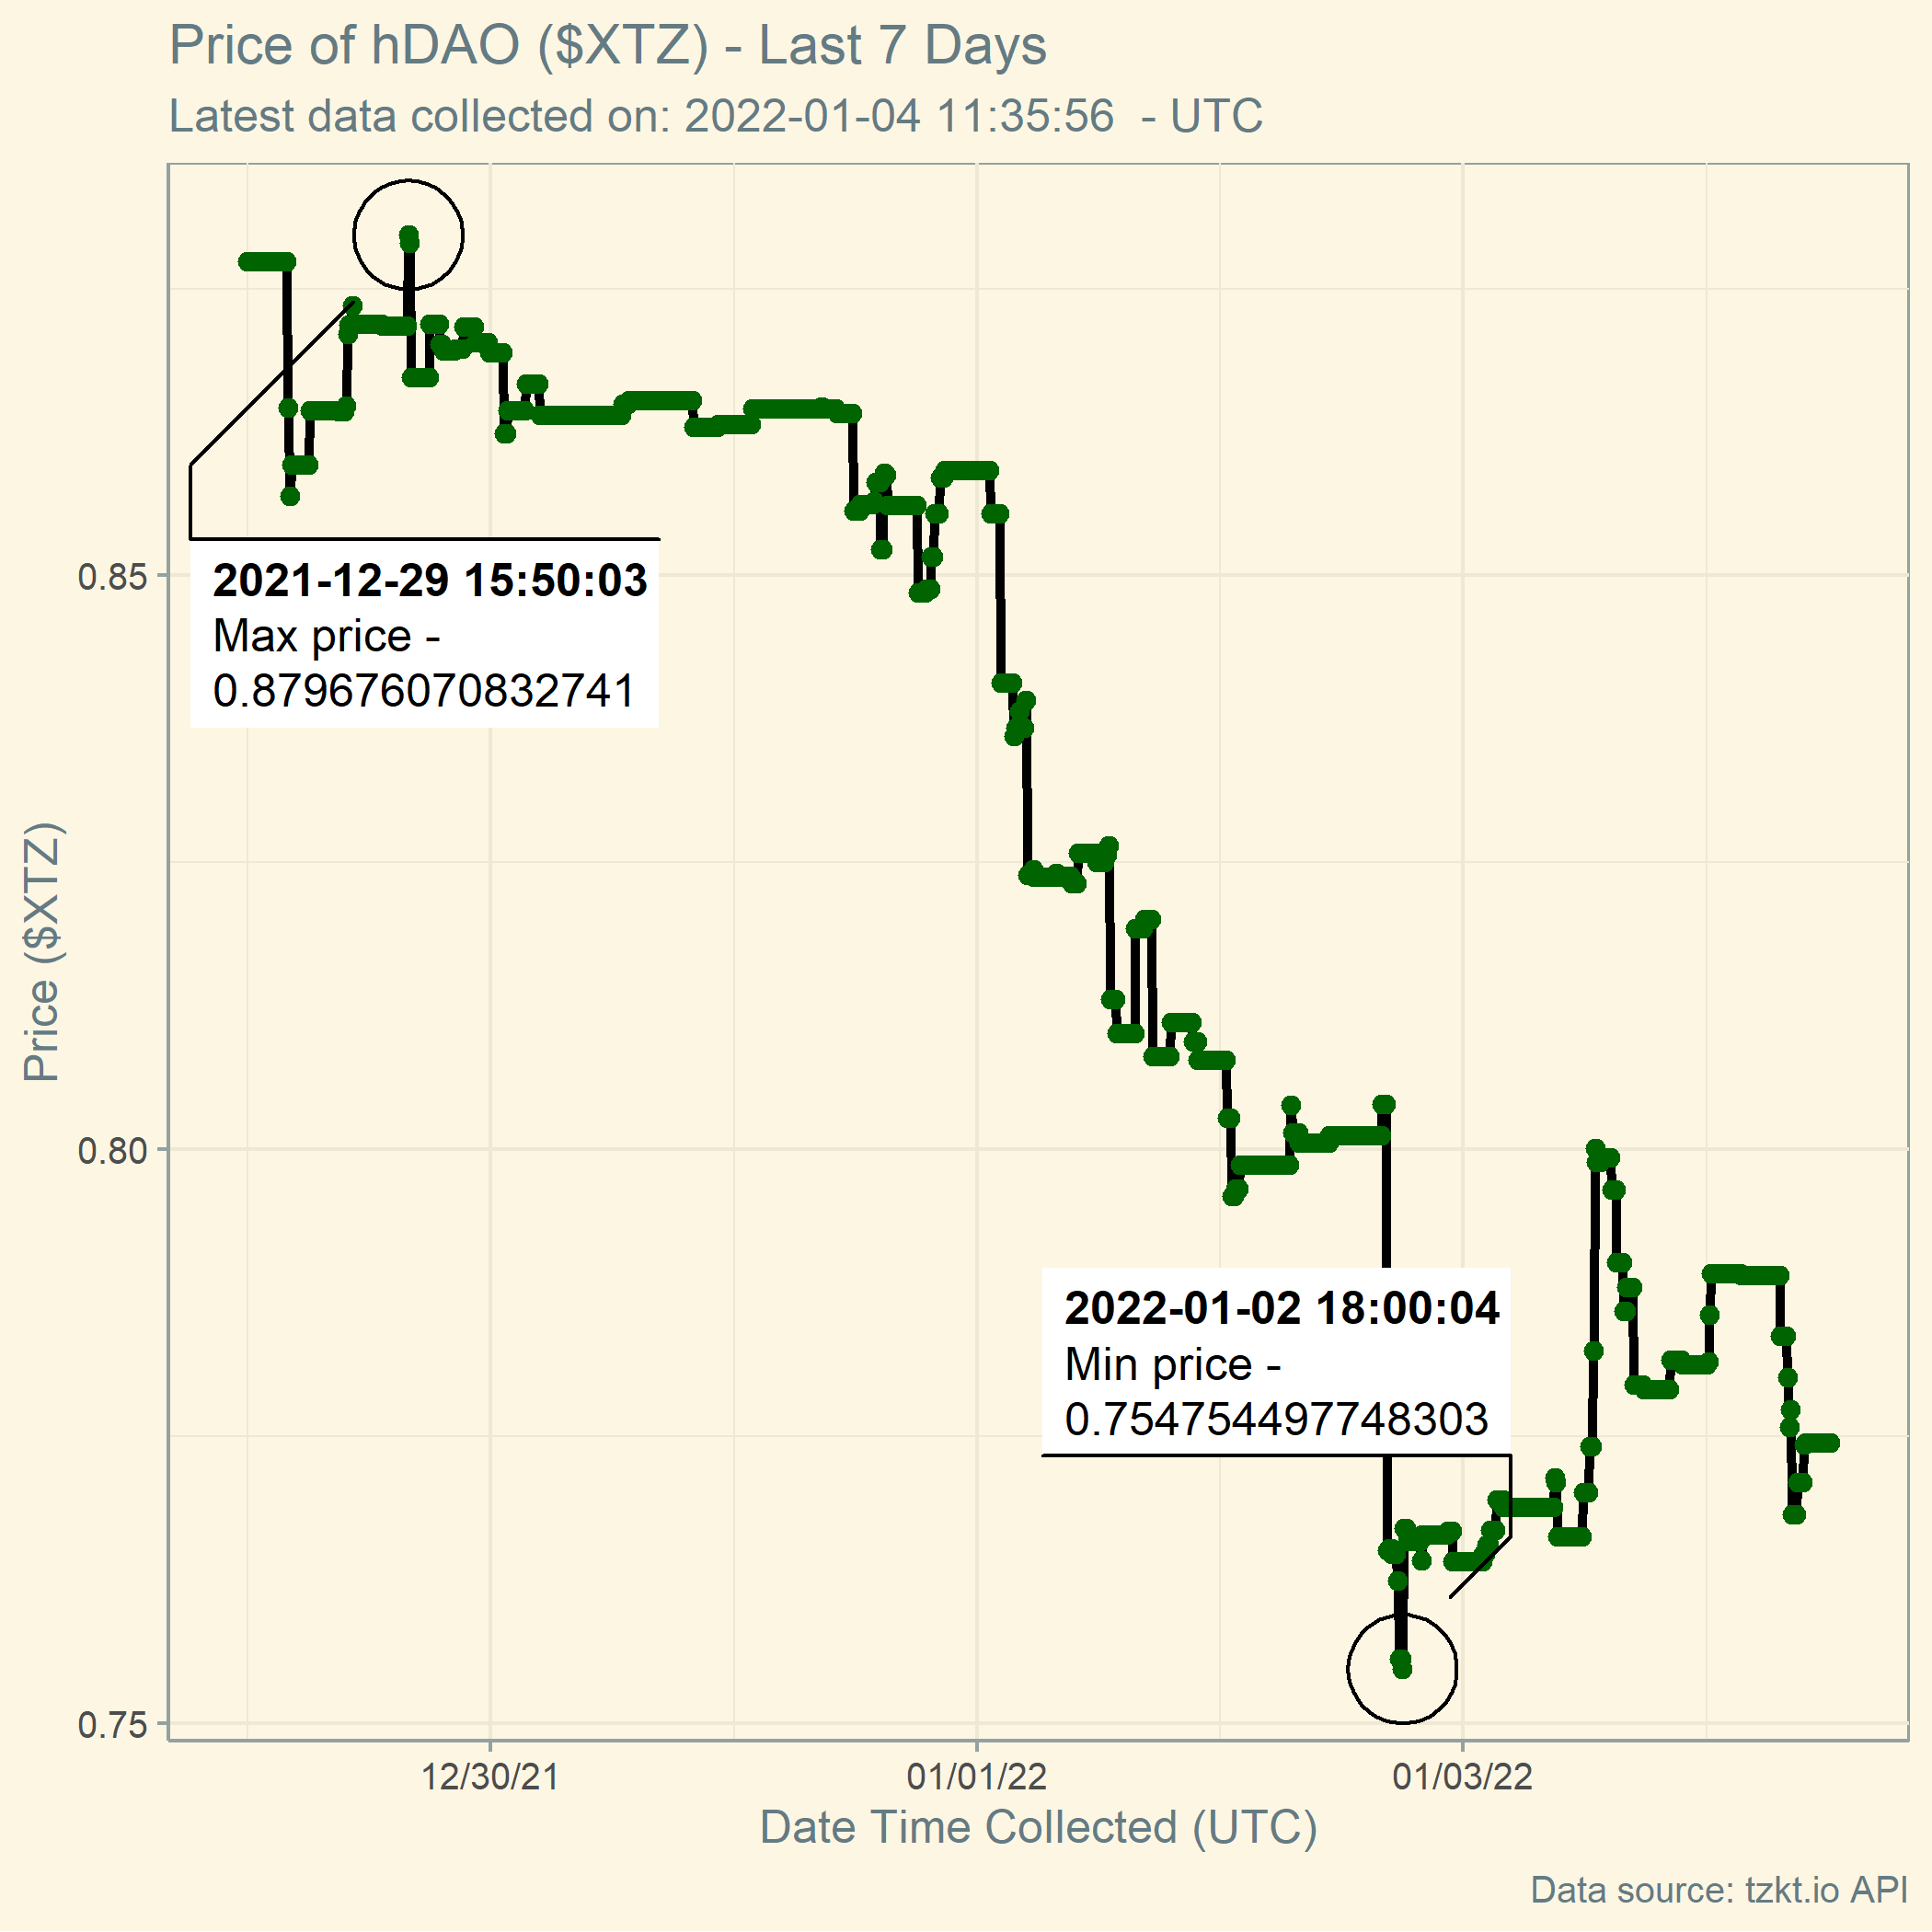 Price of hDAO ($XTZ) - Last 7 Days
Latest data collected on: 2022-01-04 11:35:56  - UTC
2021-12-29 15:50:03
Max price -
0.879676070832741
2022-01-02 18:00:04
Min price -
0.754754497748303
Price ($XTZ)
0.85
0.80
0.75
12/30/21
01/01/22
01/03/22
Date Time Collected (UTC)
Data source: tzkt.io API